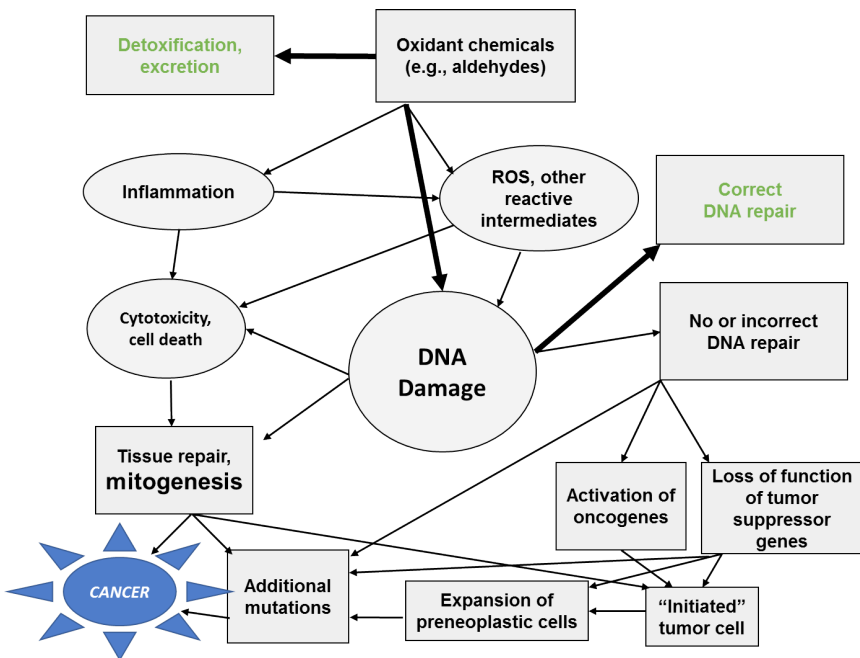 Detoxification,
excretion
Oxidant chemicals
(e.g., aldehydes)
Inflammation
ROS, other
reactive
intermediates
Correct
DNA repair
Cytotoxicity,
cell death
DNA
Damage
No or incorrect
DNA repair
Tissue repair,
mitogenesis
Activation of
oncogenes
Loss of function
of tumor
suppressor
genes
CANCER
Additional
mutations
Expansion of
preneoplastic cells
“Initiated”
tumor cell